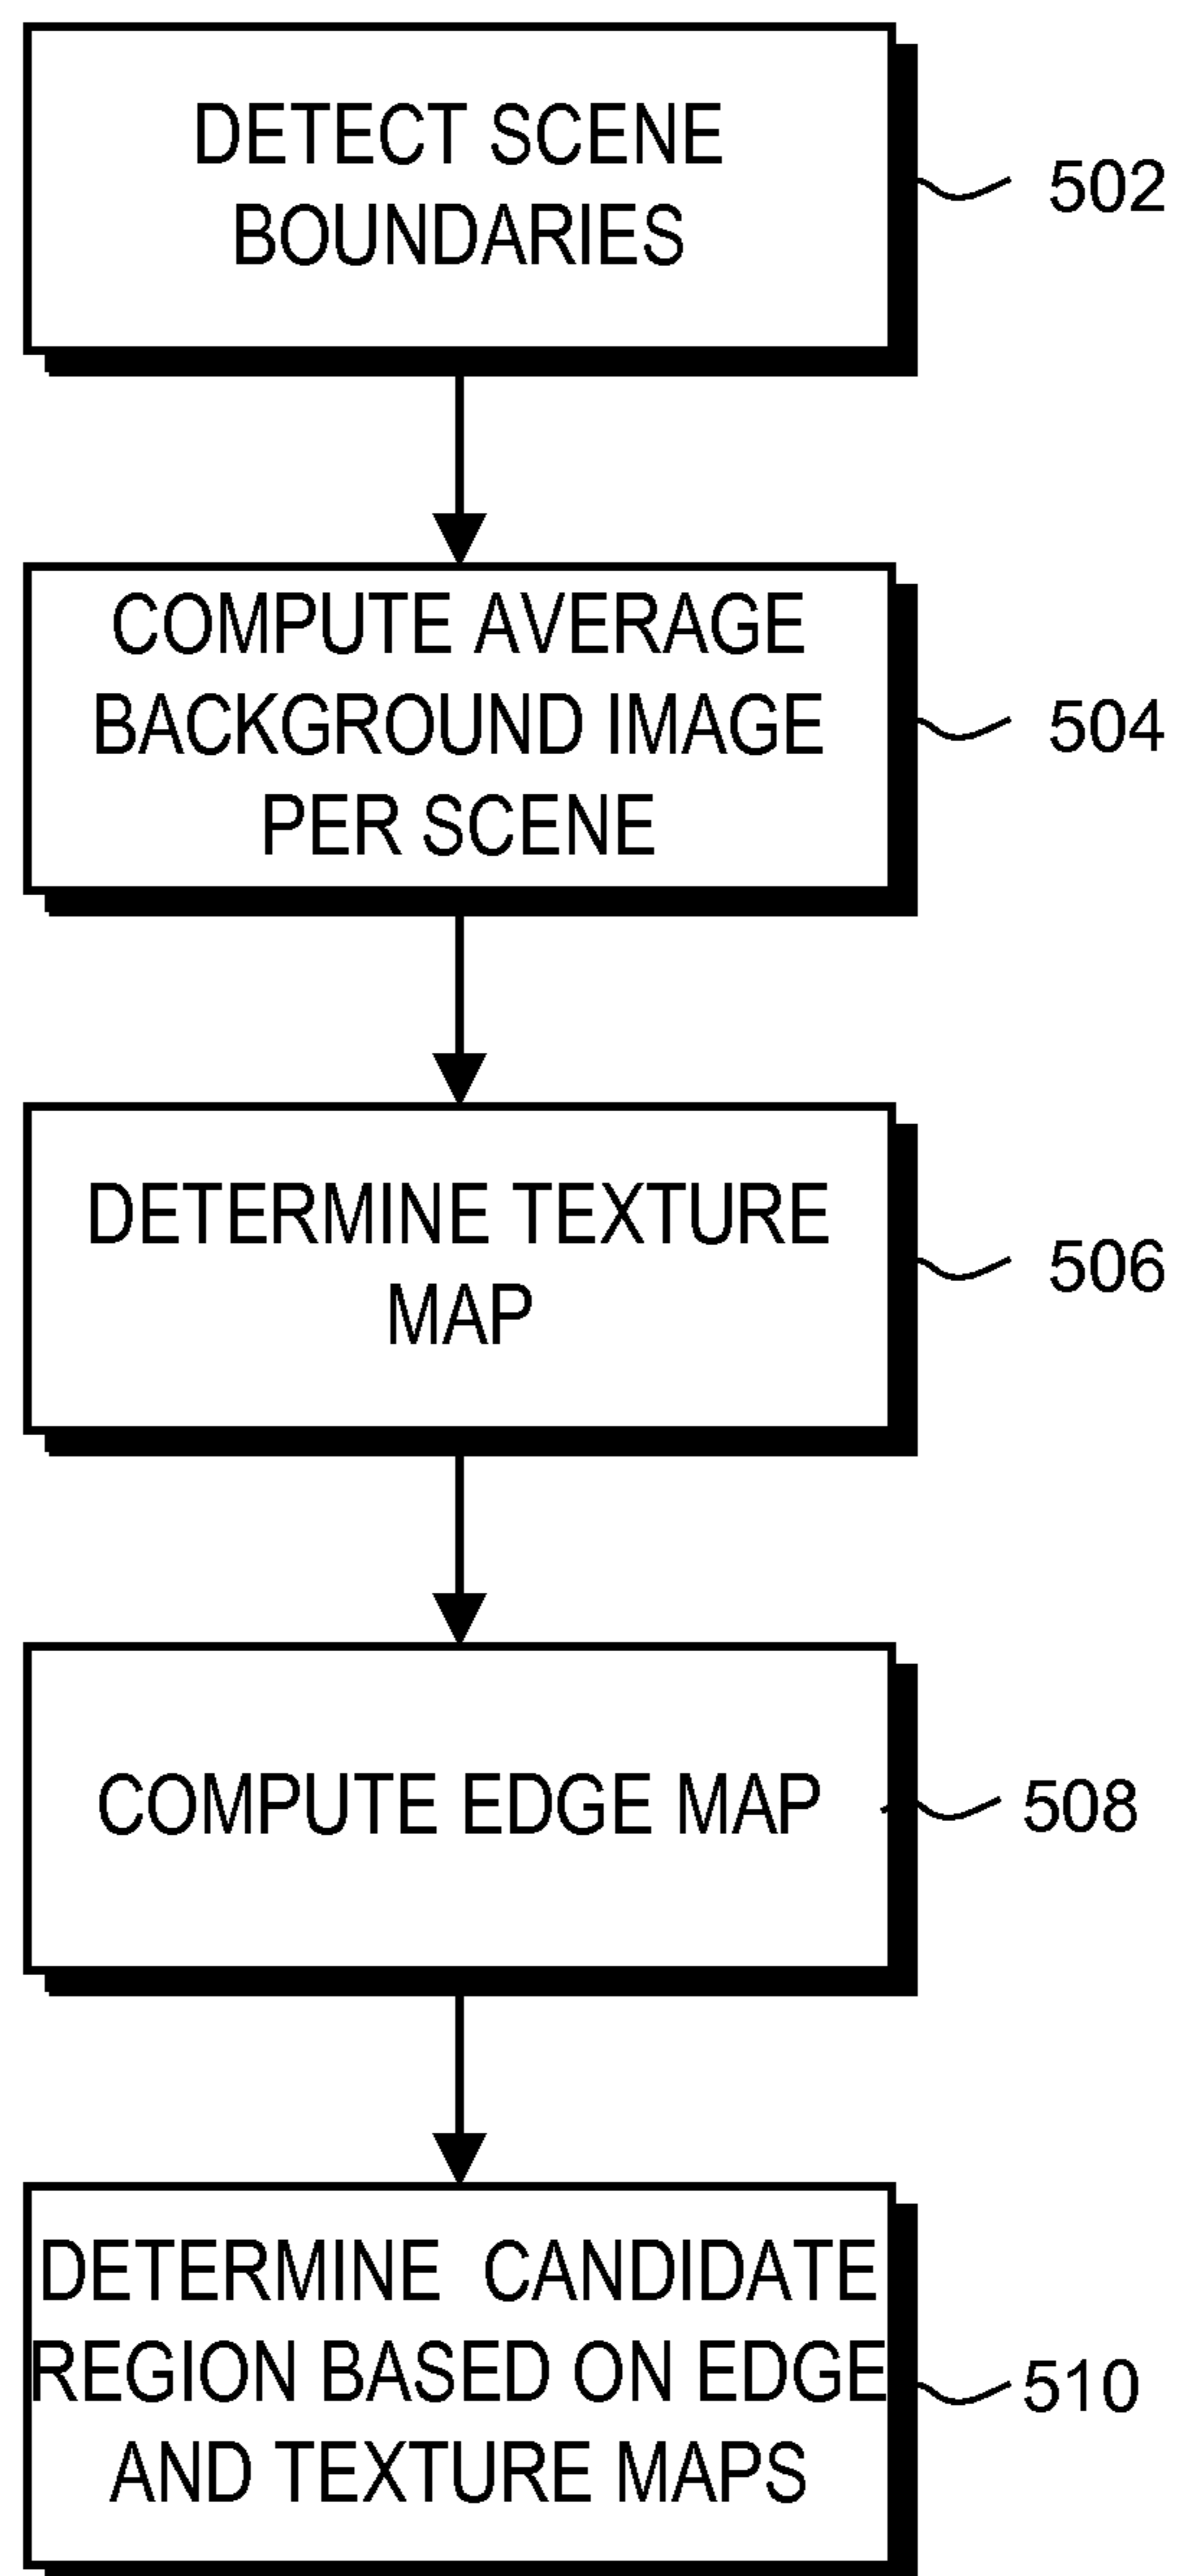 DETECT SCENE
BOUNDARIES
502
COMPUTE AVERAGE
BACKGROUND IMAGE
PER SCENE
504
DETERMINE TEXTURE
MAP
506
COMPUTE EDGE MAP
508
DETERMINE CANDIDATE
REGION BASED ON EDGE
AND TEXTURE MAPS
510